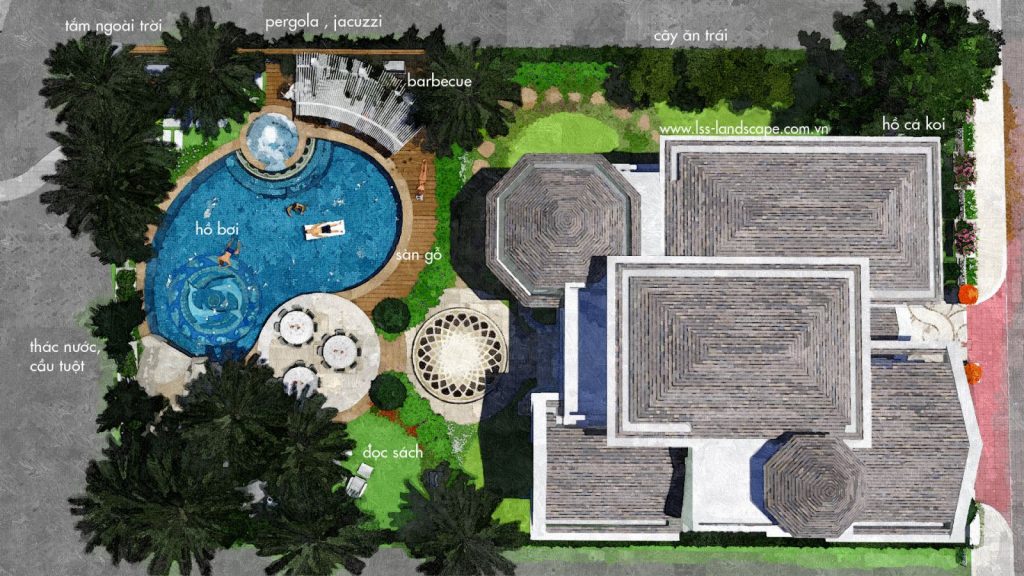 tắm ngoài trời
pergola , jacuzzi
cây ăn trái
barbecue
www.lss-landscape.com.vn
hồ cá koi
hồ bơi
sàn gỗ
thác nước,
cầu tuột
đọc sách